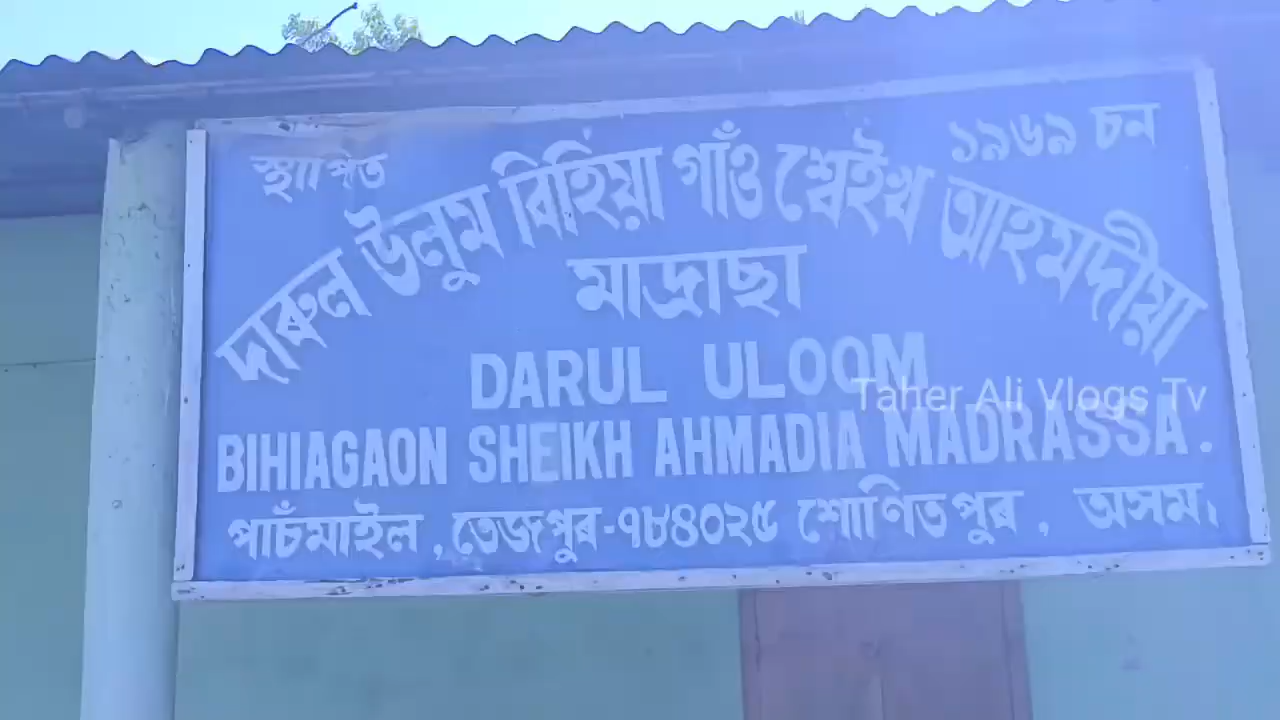 স্থাপিত ১৯৬৯ চন
দাৰুল উলুম বিহিয়া গাঁও শ্বেইখ আহমদীয়া
মাদ্ৰাছা
DARUL ULOOM
Taher Ali Vlogs Tv
BIHIAGAON SHEIKH AHMADIA MADRASSA.
পাচঁমাইল, তেজপুৰ-৭৮৪০২৫ শোণিতপুৰ, অসম।